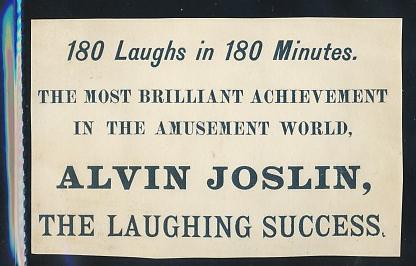 180 Laughs in 180 Minutes.
THE MOST BRILLIANT ACHIEVEMENT
IN THE AMUSEMENT WORLD,
ALVIN JOSLIN,
THE LAUGHING SUCCESS.